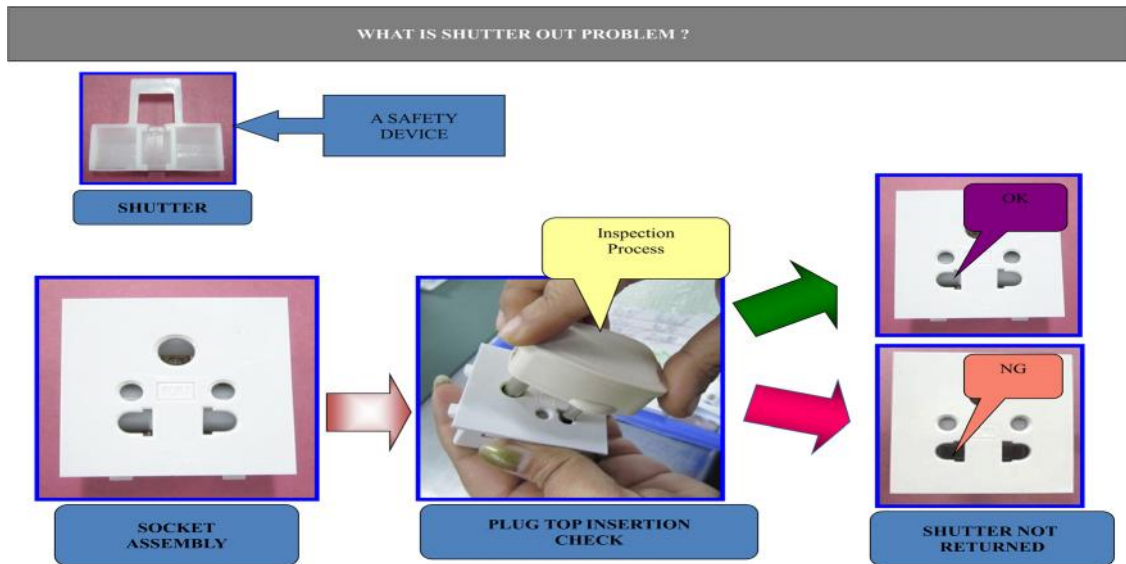 WHAT IS SHUTTER OUT PROBLEM ?
A SAFETY
DEVICE
SHUTTER
Inspection
Process
OK
NG
SOCKET
ASSEMBLY
PLUG TOP INSERTION
CHECK
SHUTTER NOT
RETURNED